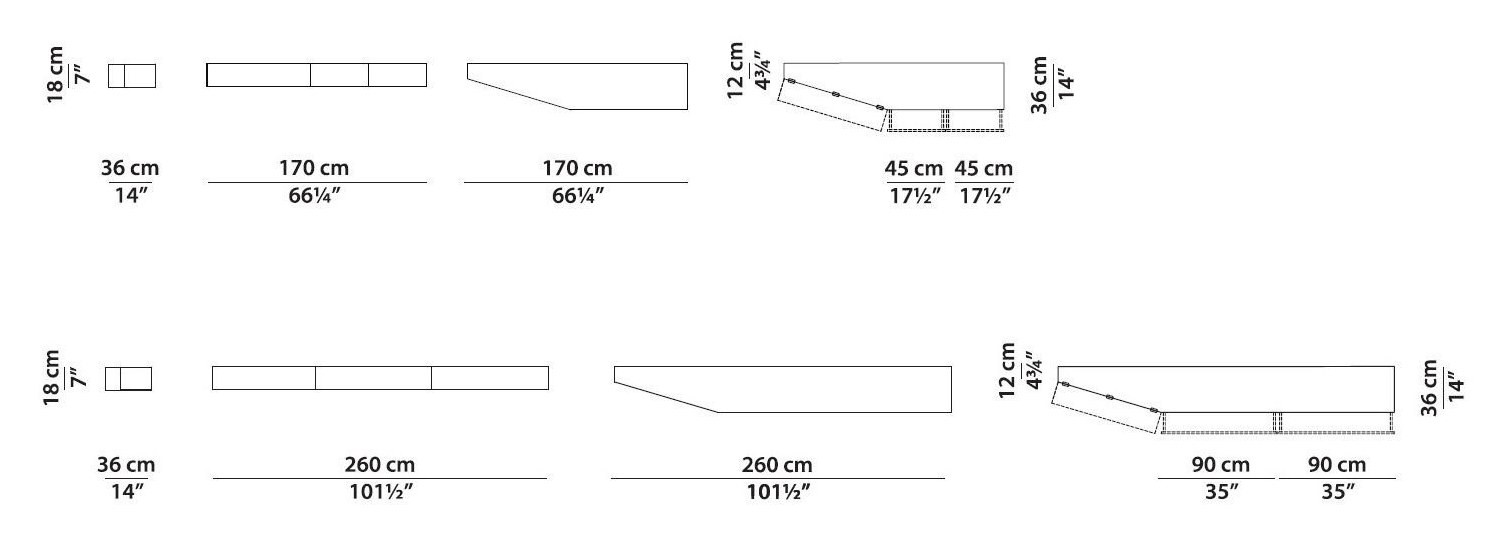 18 cm
7”
12 cm
4¾”
36 cm
14”
36 cm
14”
170 cm
66¼”
170 cm
66¼”
45 cm
17½”
45 cm
17½”
18 cm
7”
12 cm
4¾”
36 cm
14”
36 cm
14”
260 cm
101½”
260 cm
101½”
90 cm
35”
90 cm
35”